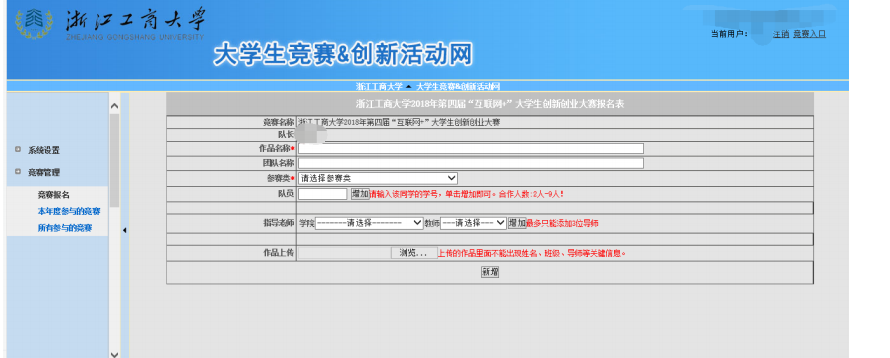 浙江工商大学
ZHEJIANG GONGSHANG UNIVERSITY
大学生竞赛&创新活动网
当前用户： 注销 竞赛入口
浙江工商大学 大学生竞赛&创新活动网
浙江工商大学2018年第四届“互联网+”大学生创新创业大赛报名表
竞赛名称 浙江工商大学2018年第四届“互联网+”大学生创新创业大赛
队长
作品名称*
团队名称
参赛类* 请选择参赛类
队员 增加 请输入该同学的学号，单击增加即可。合作人数:2人-9人!
指导老师 学院 -------请选择------- 教师 ---请选择--- 增加 最多只能添加3位导师
作品上传 浏览... 上传的作品里面不能出现姓名、班级、导师等关键信息。
新增
系统设置
竞赛管理
竞赛报名
本年度参与的竞赛
所有参与的竞赛